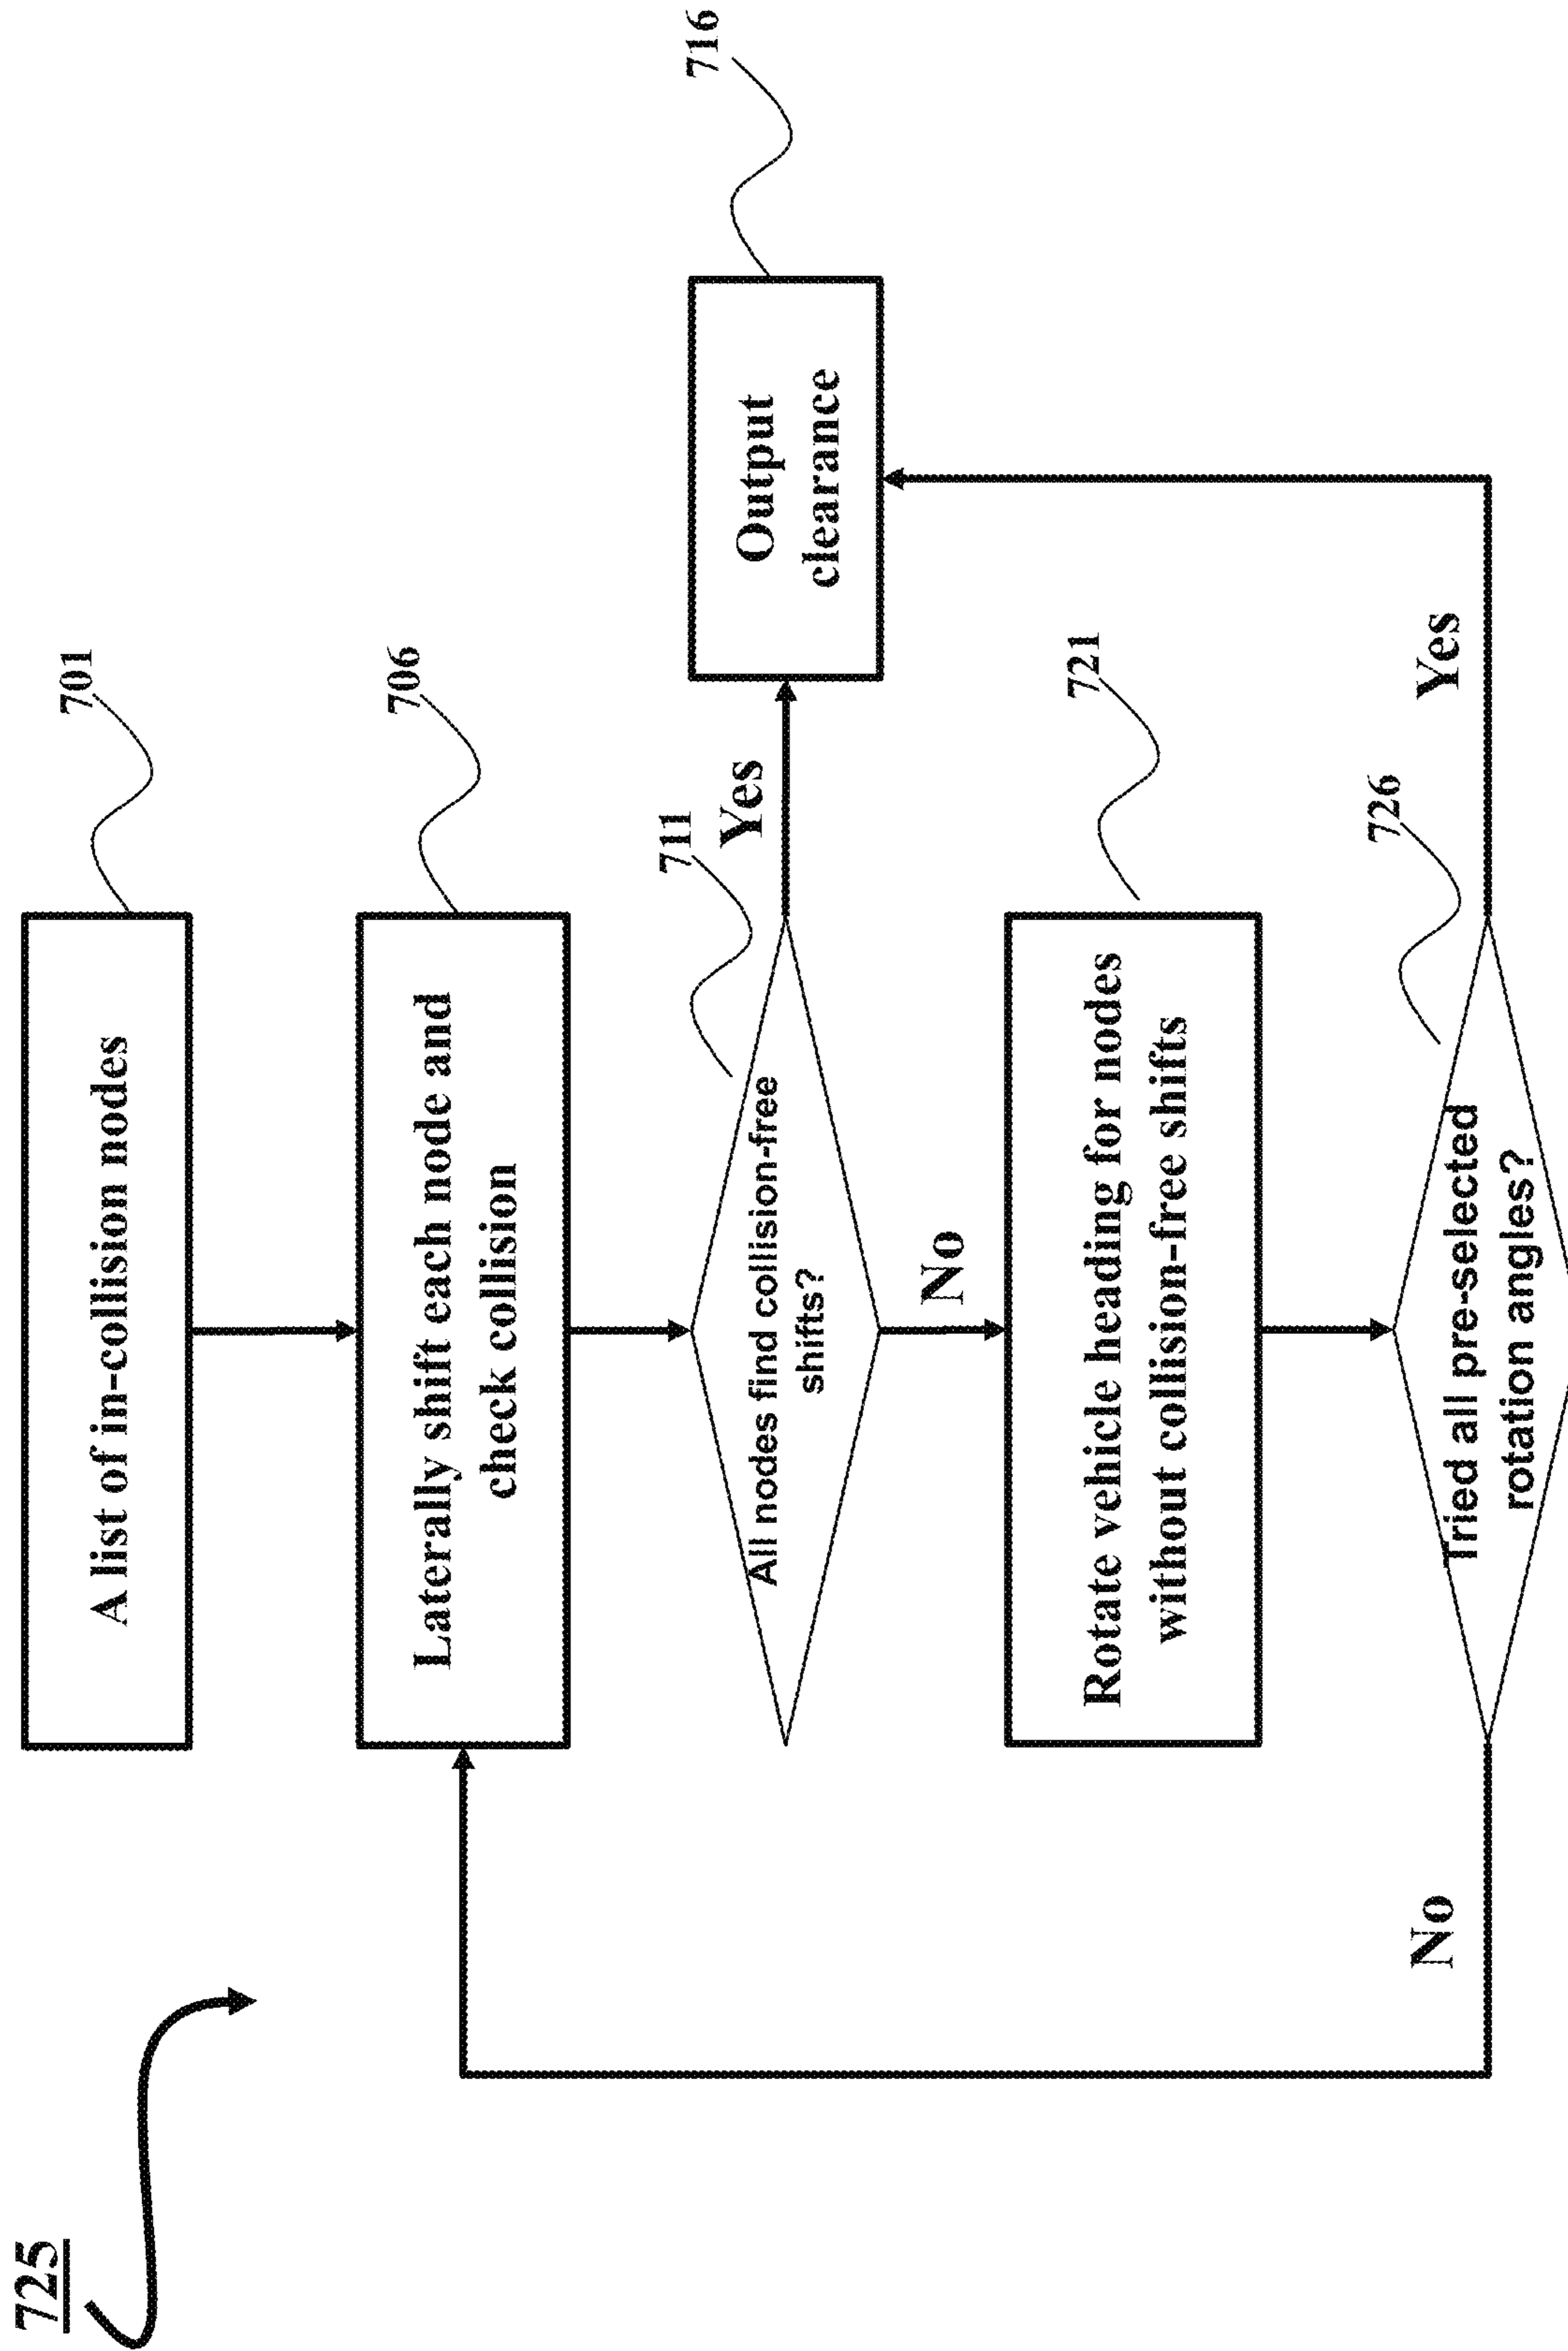 725
701
A list of in-collision nodes
706
Laterally shift each node and
check collision
711
All nodes find collision-free
shifts?
Yes
716
Output
clearance
No
721
Rotate vehicle heading for nodes
without collision-free shifts
726
Tried all pre-selected
rotation angles?
No
Yes